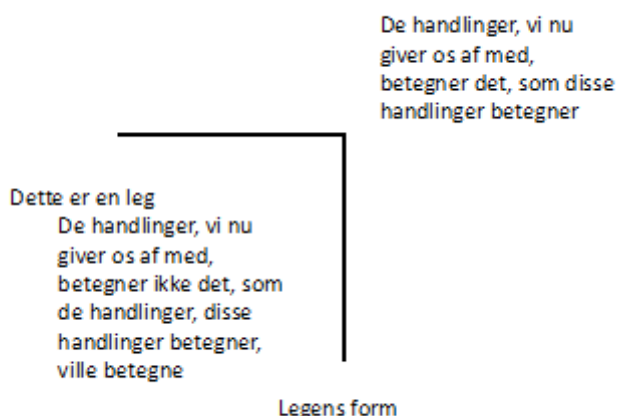 De handlinger, vi nu
giver os af med,
betegner det, som disse
handlinger betegner
Dette er en leg
De handlinger, vi nu
giver os af med,
betegner ikke det, som
de handlinger, disse
handlinger betegner,
ville betegne
Legens form